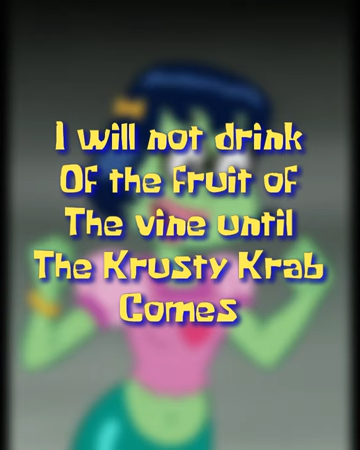 I will not drink
Of the fruit of
The vine until
The Krusty Krab
Comes